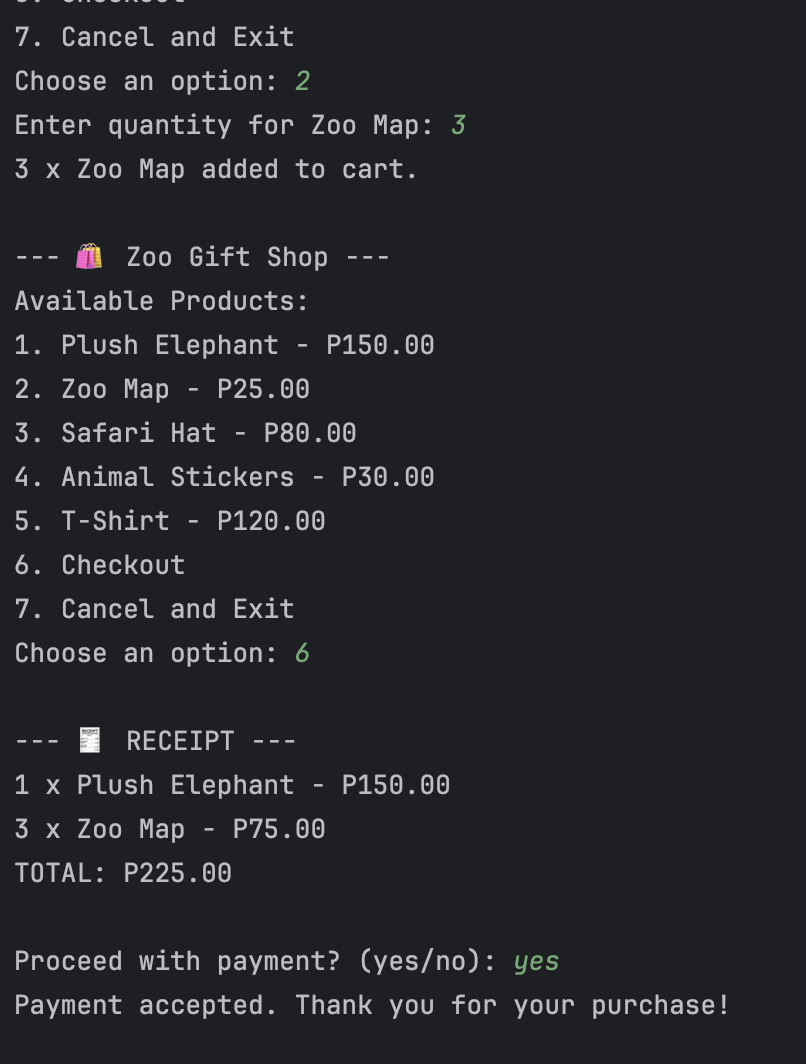 6. Checkout
7. Cancel and Exit
Choose an option: 2
Enter quantity for Zoo Map: 3
3 x Zoo Map added to cart.
--- 🛍️ Zoo Gift Shop ---
Available Products:
1. Plush Elephant - P150.00
2. Zoo Map - P25.00
3. Safari Hat - P80.00
4. Animal Stickers - P30.00
5. T-Shirt - P120.00
6. Checkout
7. Cancel and Exit
Choose an option: 6
--- 🧾 RECEIPT ---
1 x Plush Elephant - P150.00
3 x Zoo Map - P75.00
TOTAL: P225.00
Proceed with payment? (yes/no): yes
Payment accepted. Thank you for your purchase!